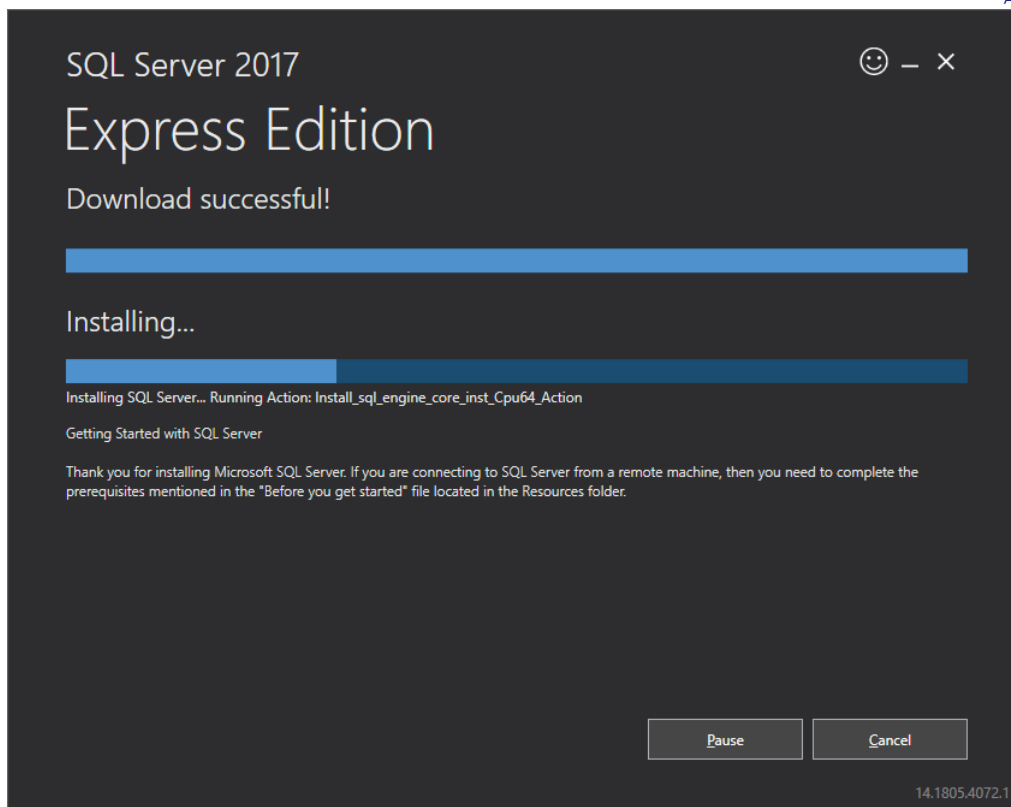 SQL Server 2017
Express Edition
Download successful!
Installing...
Installing SQL Server... Running Action: Install_sql_engine_core_inst_Cpu64_Action
Getting Started with SQL Server
Thank you for installing Microsoft SQL Server. If you are connecting to SQL Server from a remote machine, then you need to complete the
prerequisites mentioned in the "Before you get started" file located in the Resources folder.
Pause
Cancel
14.1805.4072.1